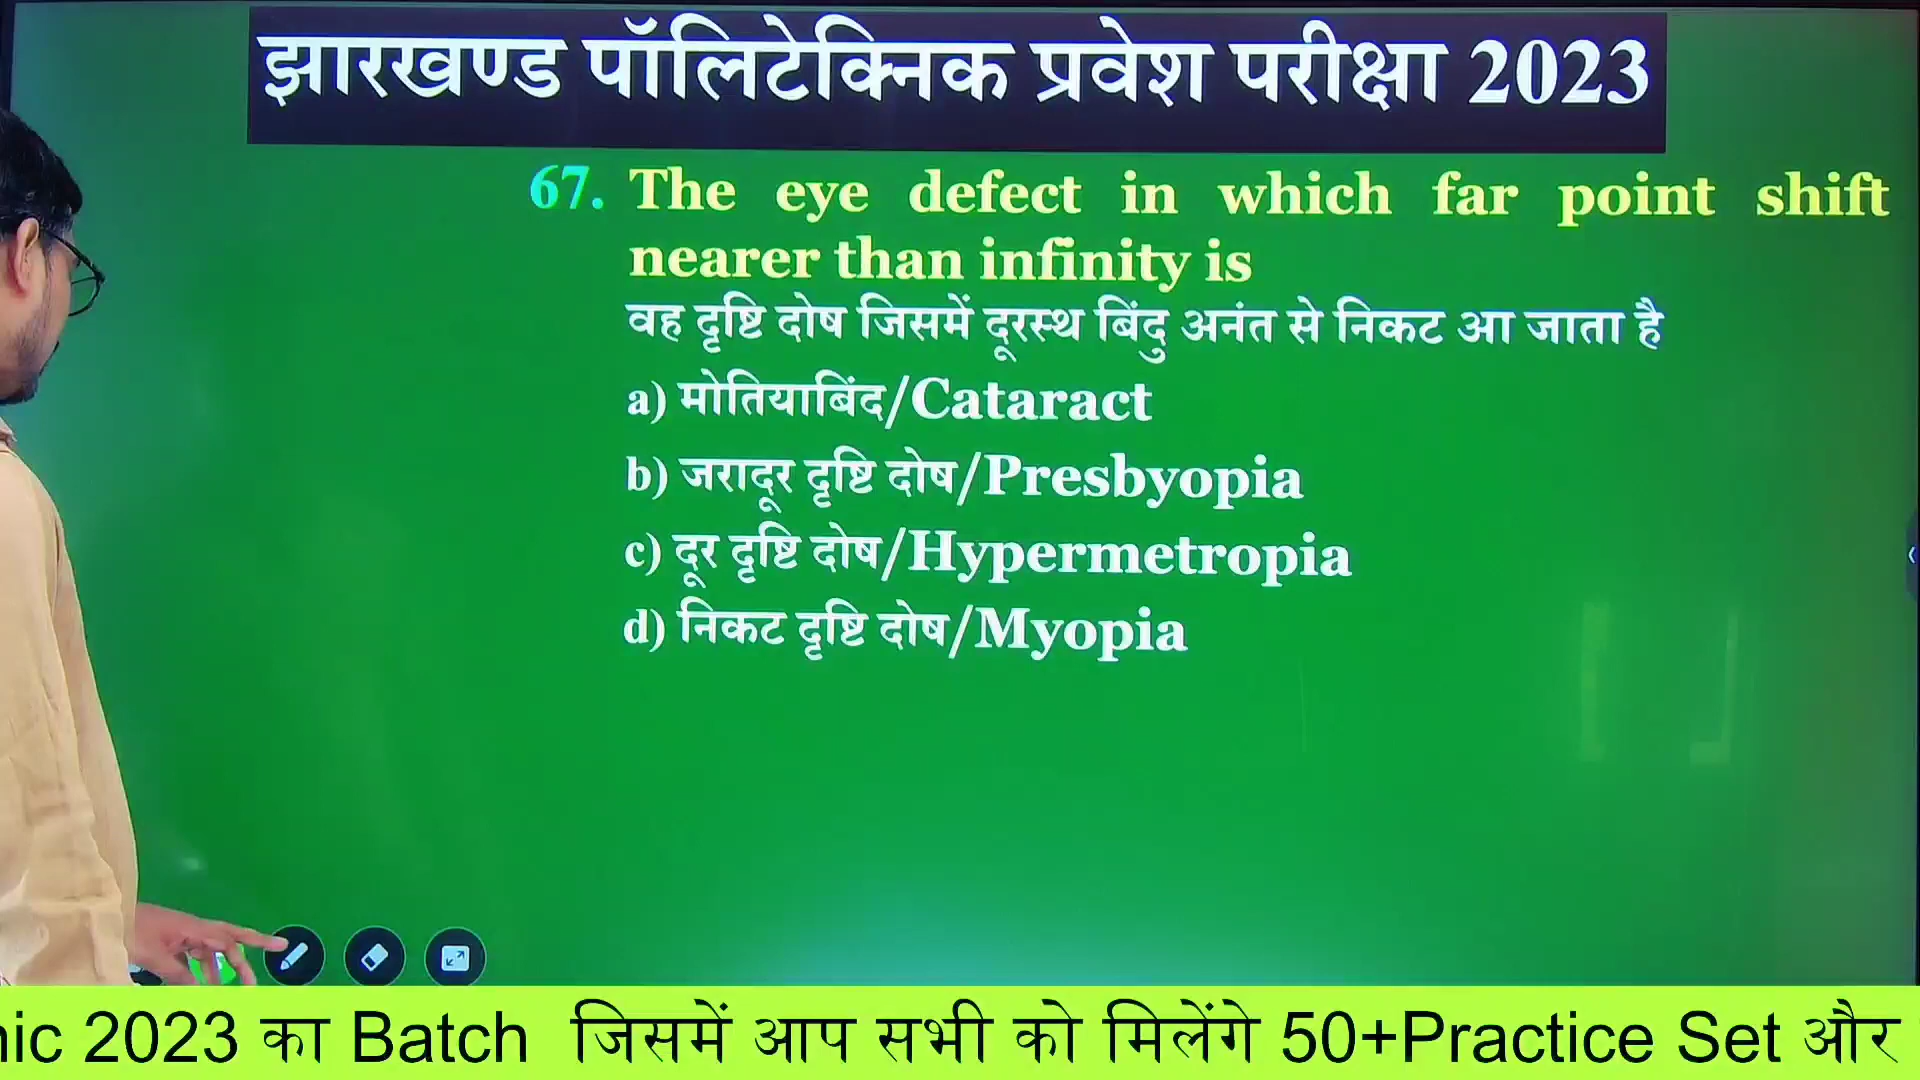 झारखण्ड पॉलिटेक्निक प्रवेश परीक्षा 2023
67. The eye defect in which far point shift
nearer than infinity is
वह दृष्टि दोष जिसमें दूरस्थ बिंदु अनंत से निकट आ जाता है
a) मोतियाबिंद/Cataract
b) जरादूर दृष्टि दोष/Presbyopia
c) दूर दृष्टि दोष/Hypermetropia
d) निकट दृष्टि दोष/Myopia
2023 का Batch जिसमें आप सभी को मिलेंगे 50+Practice Set और